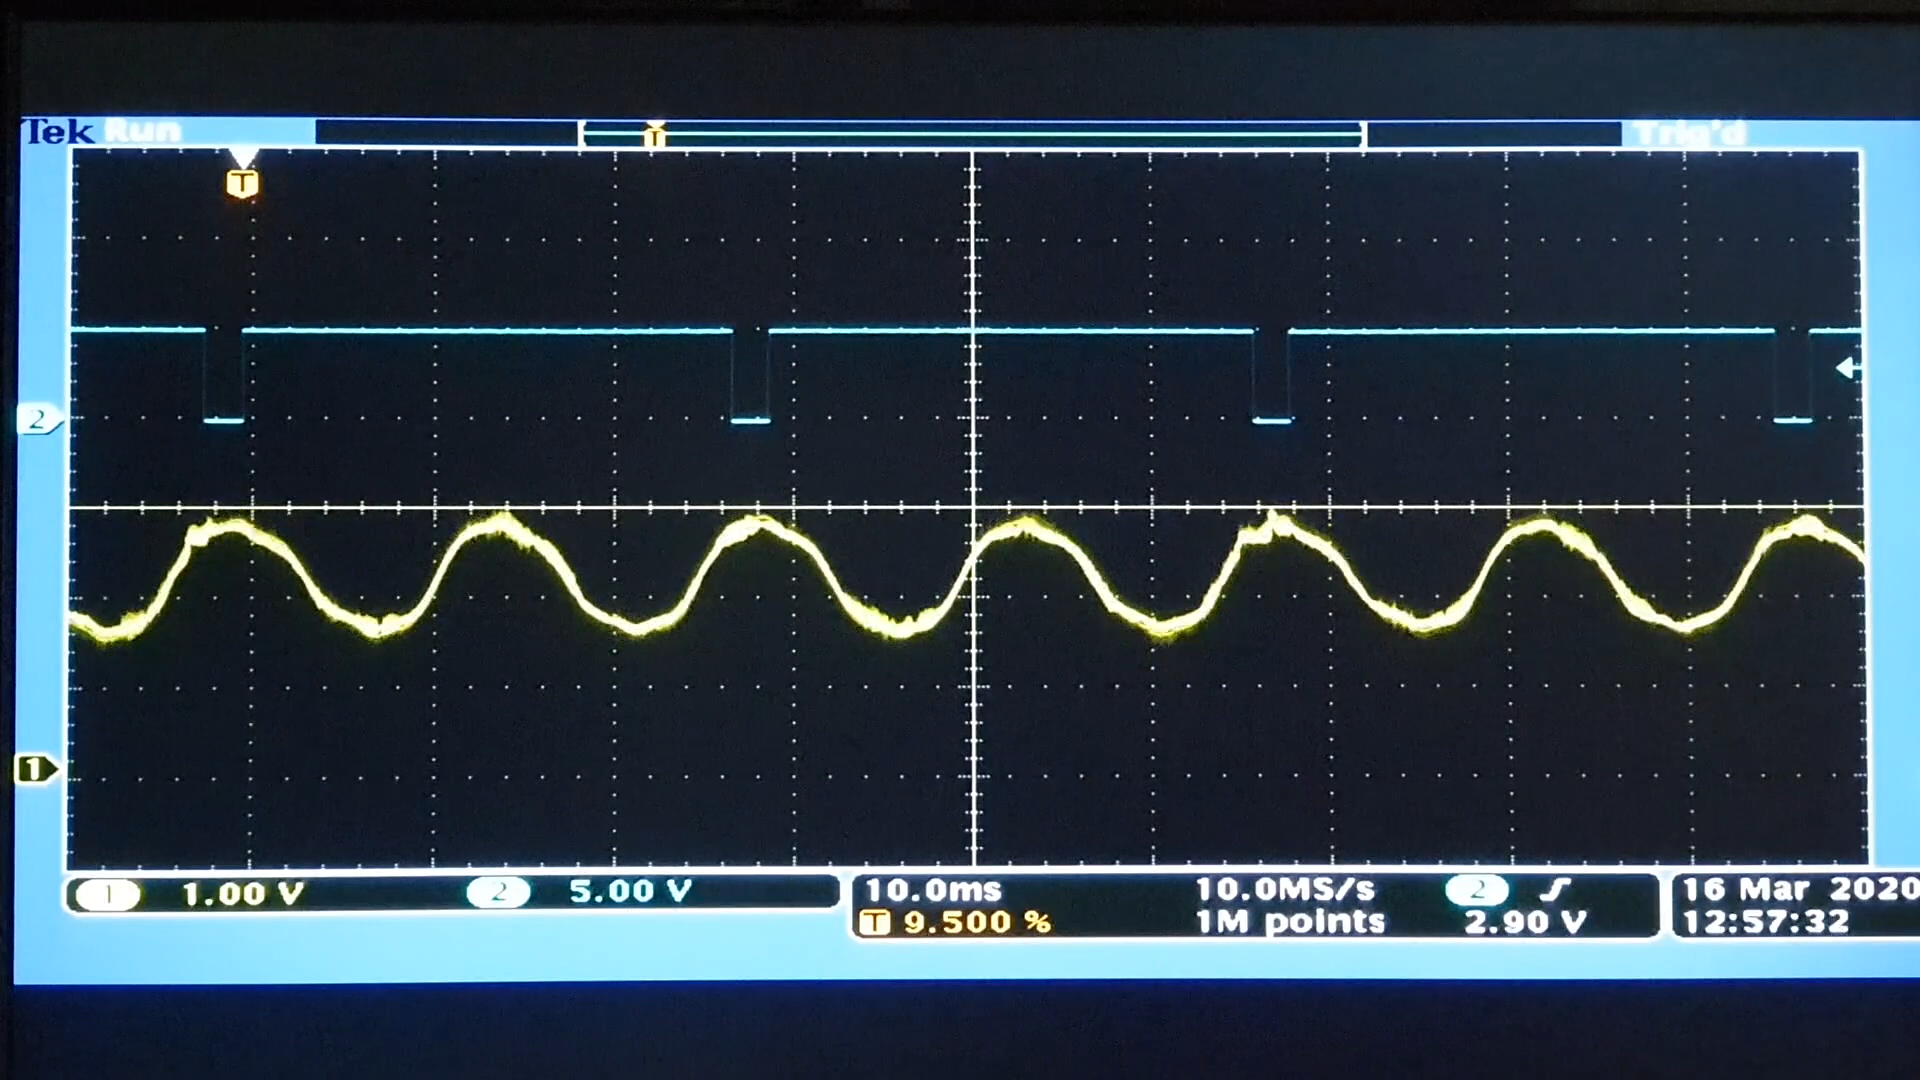 Tek Run Trig'd
T
T
2
1
1 1.00 V 2 5.00 V
10.0ms 10.0MS/s 2
T 9.500 % 1M points 2.90 V
16 Mar 2020
12:57:32